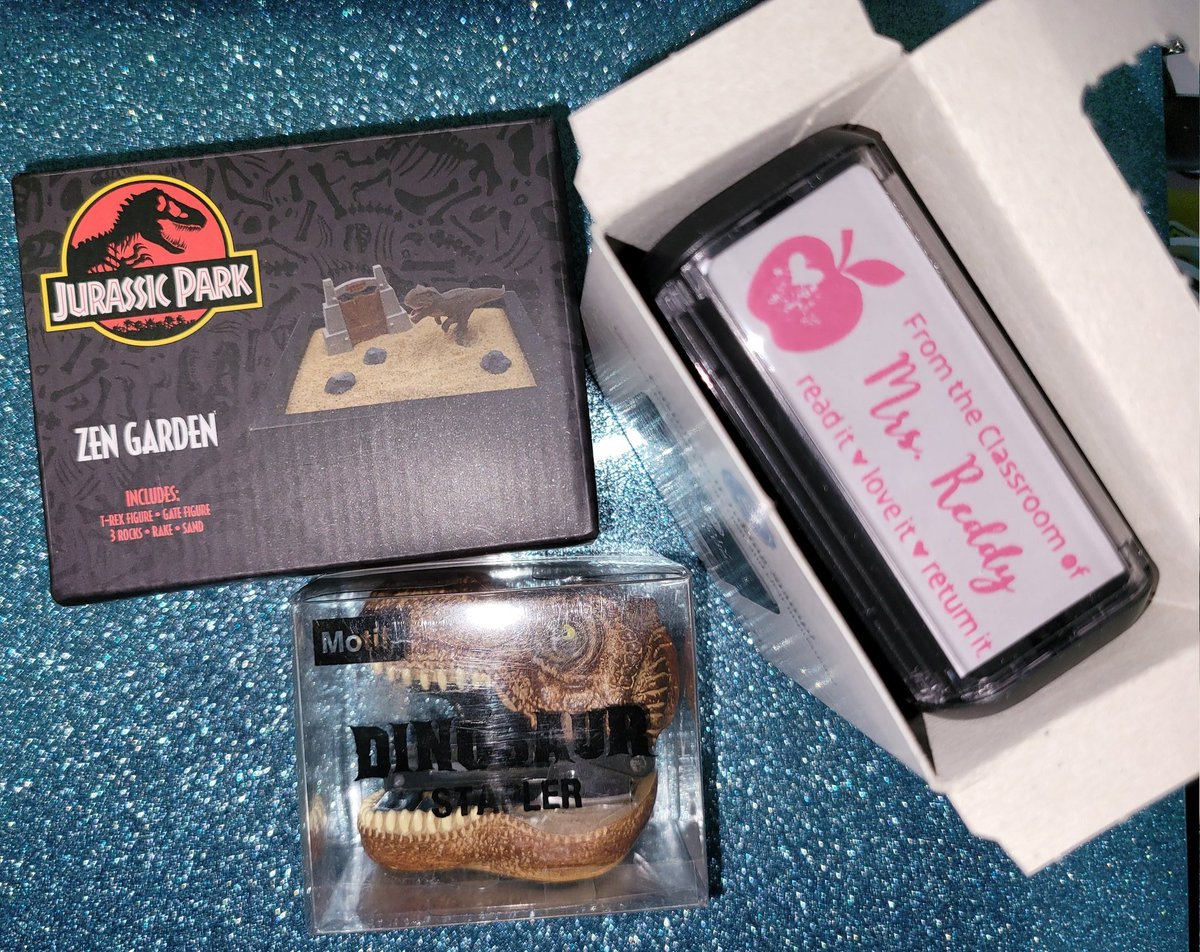 JURASSIC PARK
ZEN GARDEN
INCLUDES:
T-REX FIGURE • GATE FIGURE
3 ROCKS • RAKE • SAND
Motif
DINOSAUR
STAPLER
From the Classroom of
Mrs. Reddy
read it ♥ love it ♥ return it